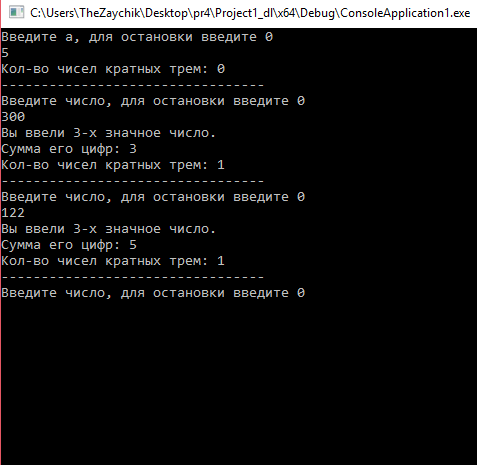 C:\Users\TheZaychik\Desktop\pr4\Project1_dl\x64\Debug\ConsoleApplication1.exe
Введите а, для остановки введите 0
5
Кол-во чисел кратных трем: 0
---------------------------------
Введите число, для остановки введите 0
300
Вы ввели 3-х значное число.
Сумма его цифр: 3
Кол-во чисел кратных трем: 1
---------------------------------
Введите число, для остановки введите 0
122
Вы ввели 3-х значное число.
Сумма его цифр: 5
Кол-во чисел кратных трем: 1
---------------------------------
Введите число, для остановки введите 0